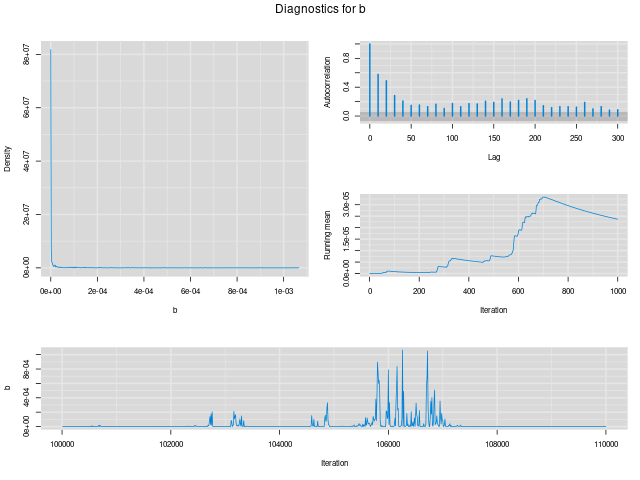 Diagnostics for b
Density
0e+00 2e+07 4e+07 6e+07 8e+07
0e+00 2e-04 4e-04 6e-04 8e-04 1e-03
b
Autocorrelation
0.0 0.4 0.8
0 50 100 150 200 250 300
Lag
Running mean
0.0e+00 1.5e-05 3.0e-05
0 200 400 600 800 1000
Iteration
b
0e+00 4e-04 8e-04
100000 102000 104000 106000 108000 110000
Iteration